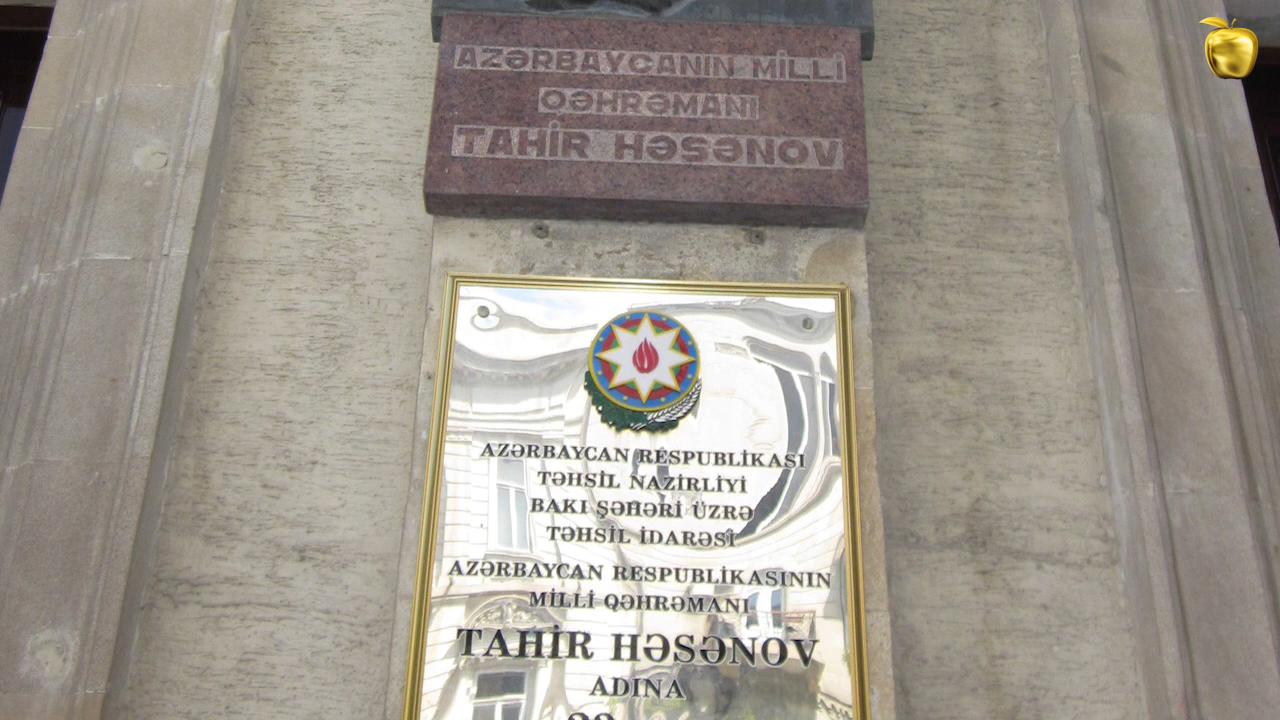 AZƏRBAYCANIN MİLLİ
QƏHRƏMANI
TAHİR HƏSƏNOV
AZƏRBAYCAN RESPUBLİKASI
TƏHSİL NAZİRLİYİ
BAKI ŞƏHƏRİ ÜZRƏ
TƏHSİL İDARƏSİ
AZƏRBAYCAN RESPUBLİKASININ
MİLLİ QƏHRƏMANI
TAHİR HƏSƏNOV
ADINA